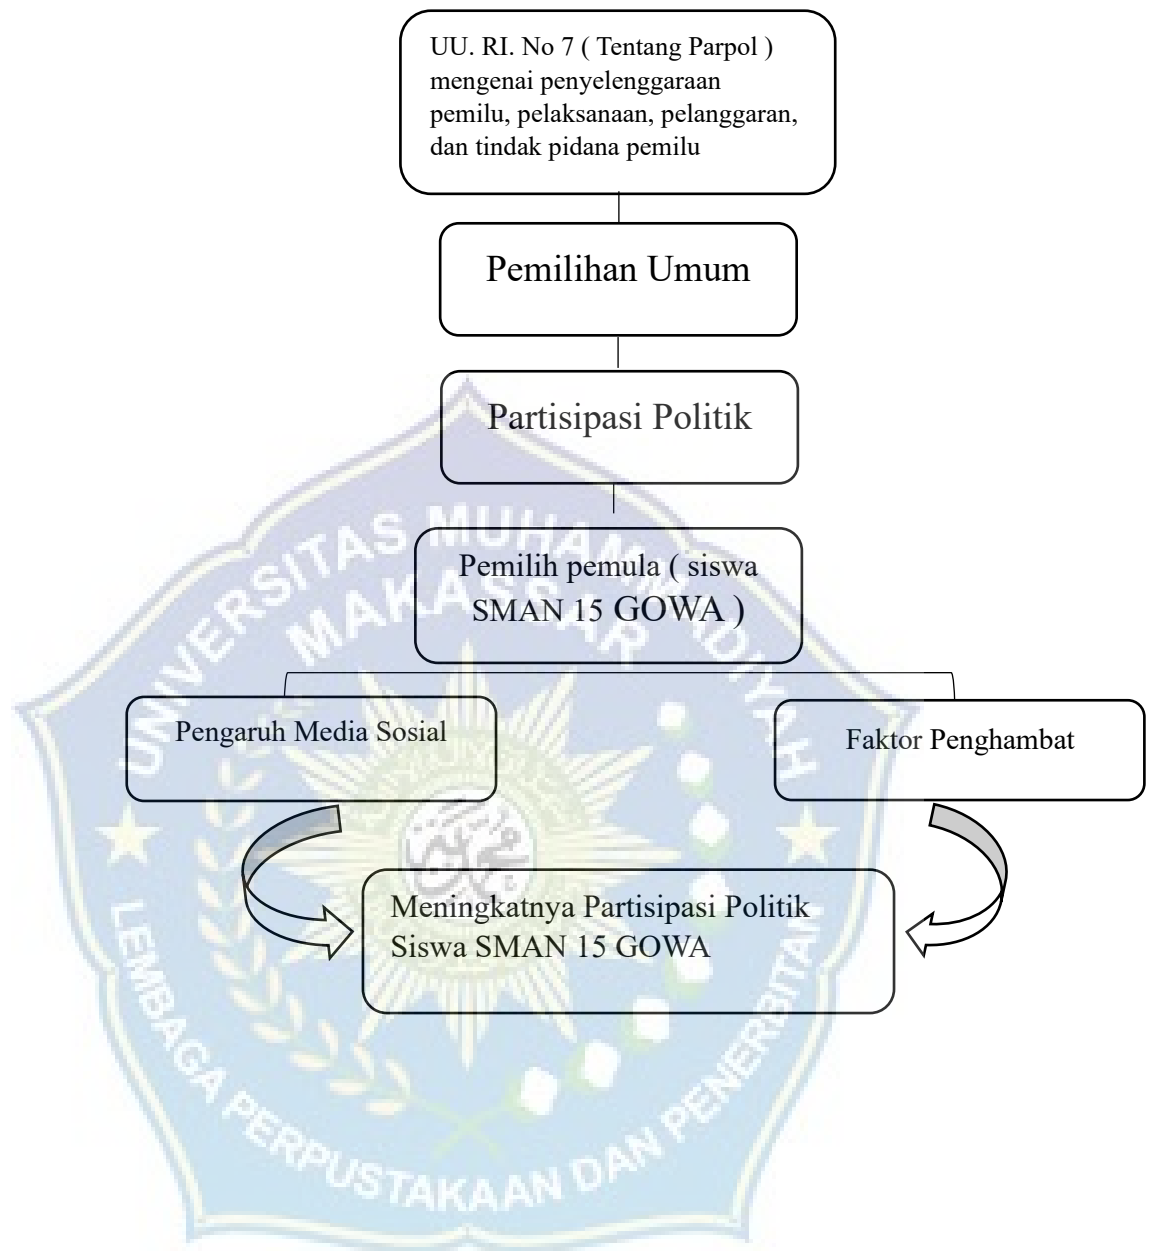 UU. RI. No 7 ( Tentang Parpol )
mengenai penyelenggaraan
pemilu, pelaksanaan, pelanggaran,
dan tindak pidana pemilu
Pemilihan Umum
Partisipasi Politik
Pemilih pemula ( siswa
SMAN 15 GOWA )
Pengaruh Media Sosial
Faktor Penghambat
Meningkatnya Partisipasi Politik
Siswa SMAN 15 GOWA
UNIVERSITAS MUHAMMADIYAH
MAKASSAR
LEMBAGA PERPUSTAKAAN DAN PENERBITAN